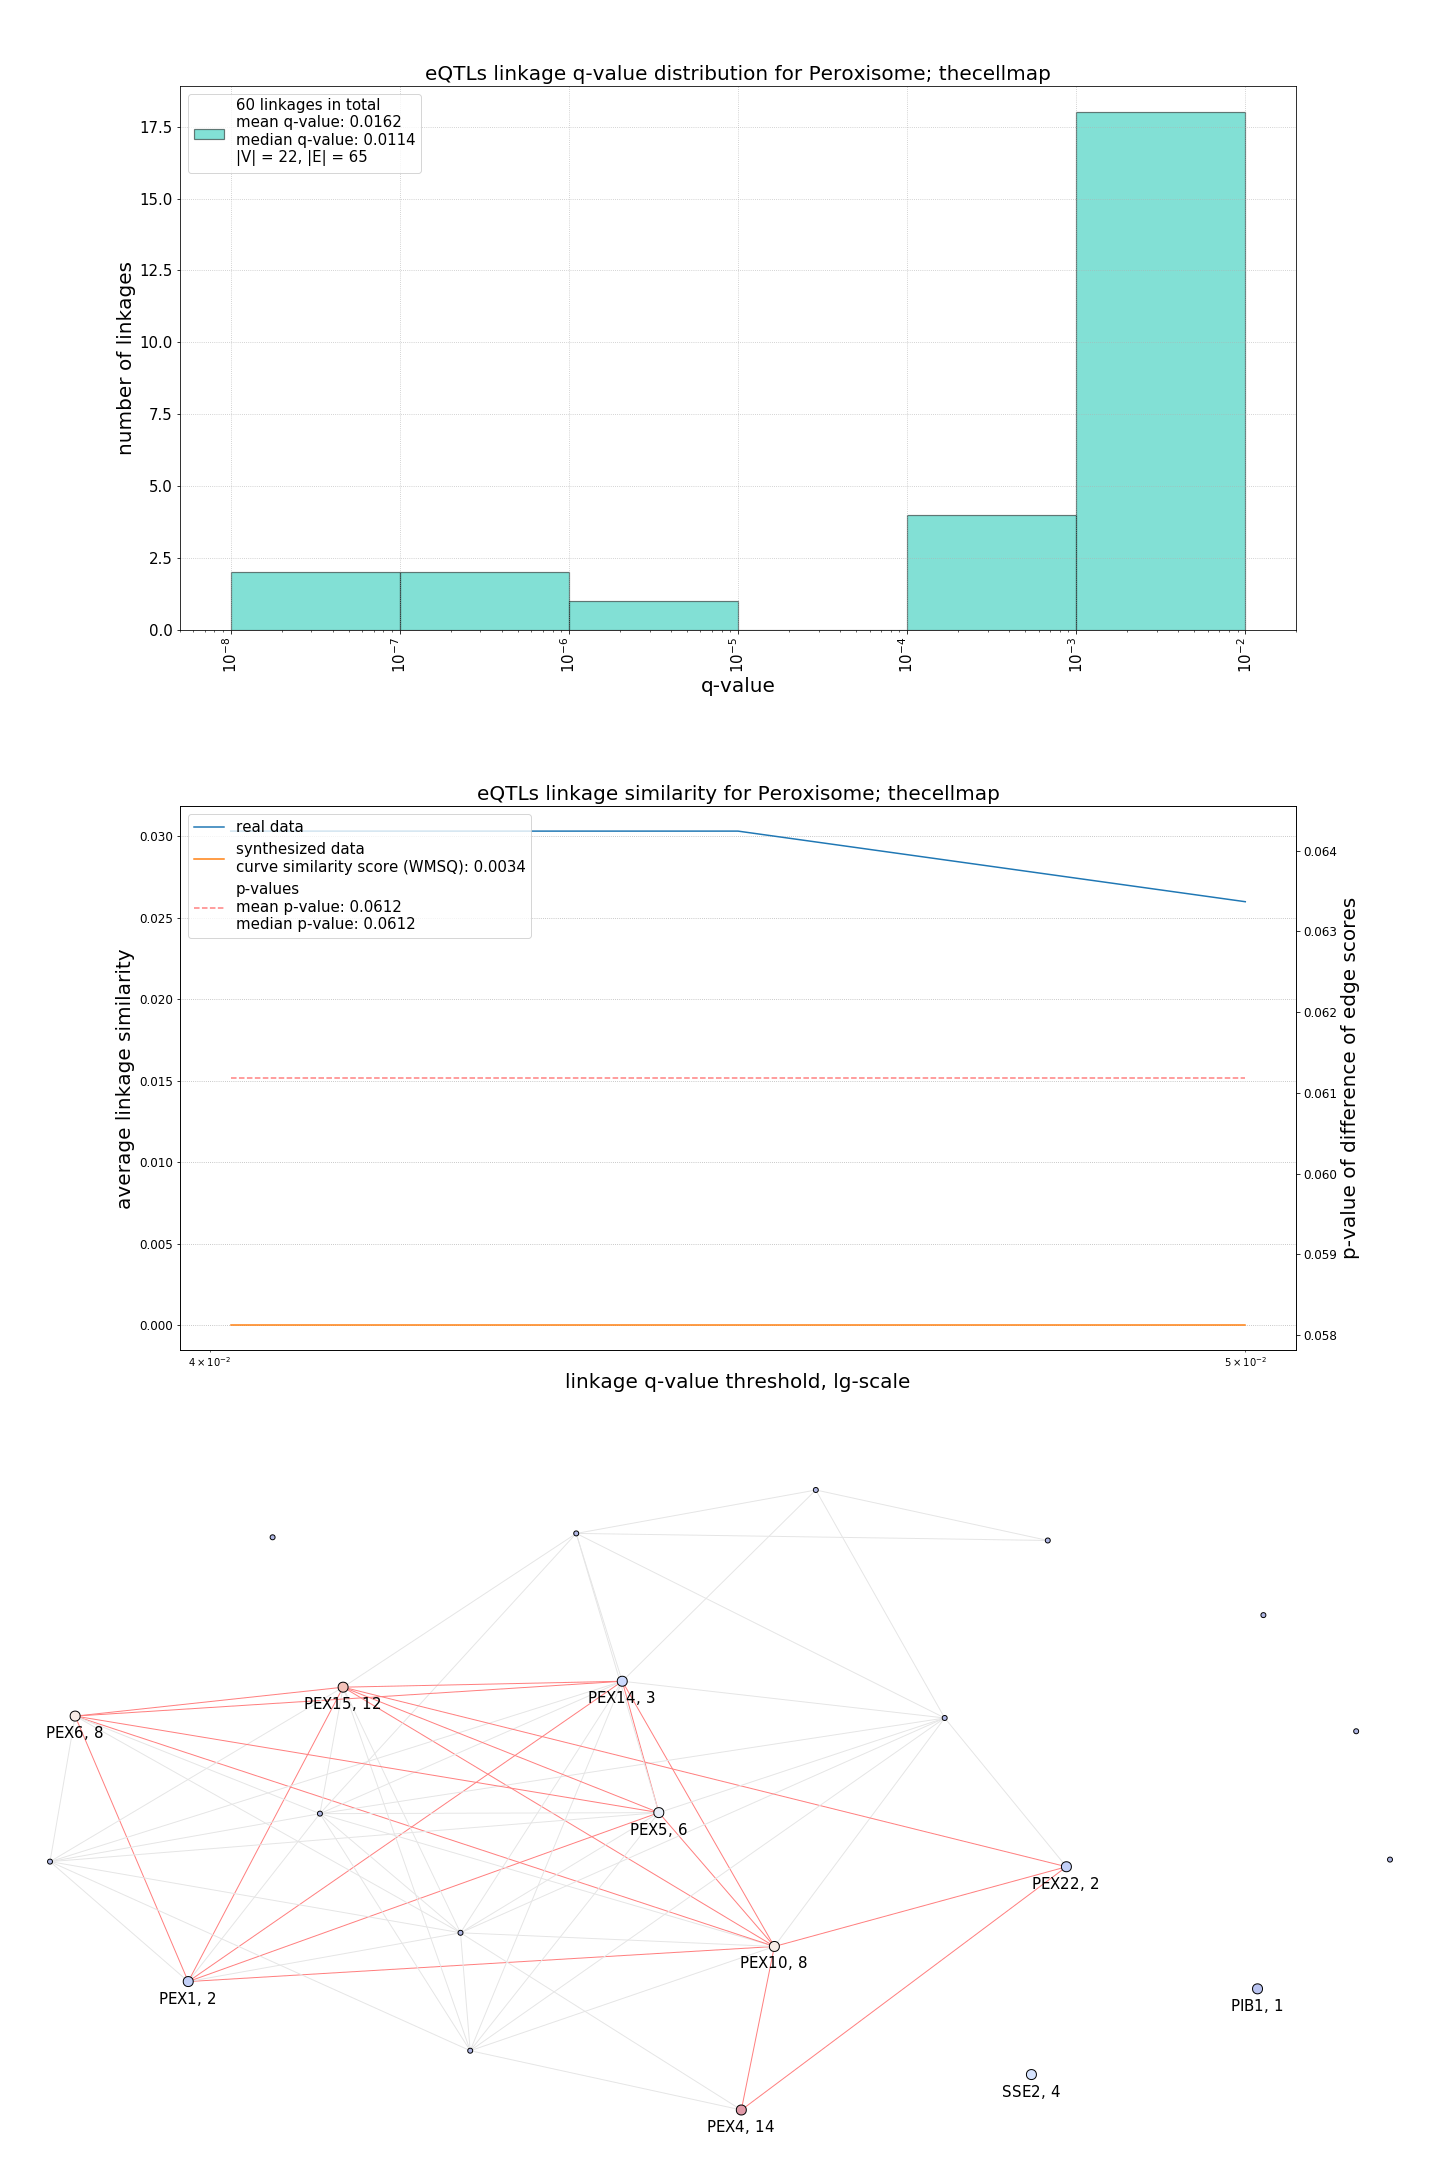 eQTLs linkage q-value distribution for Peroxisome; thecellmap
60 linkages in total
mean q-value: 0.0162
median q-value: 0.0114
|V| = 22, |E| = 65
17.5
15.0
12.5
10.0
7.5
5.0
2.5
0.0
number of linkages
10⁻⁸
10⁻⁷
10⁻⁶
10⁻⁵
10⁻⁴
10⁻³
10⁻²
q-value
eQTLs linkage similarity for Peroxisome; thecellmap
real data
synthesized data
curve similarity score (WMSQ): 0.0034
p-values
mean p-value: 0.0612
median p-value: 0.0612
0.030
0.025
0.020
0.015
0.010
0.005
0.000
average linkage similarity
0.064
0.063
0.062
0.061
0.060
0.059
0.058
p-value of difference of edge scores
4 × 10⁻²
5 × 10⁻²
linkage q-value threshold, lg-scale
PEX15, 12
PEX14, 3
PEX6, 8
PEX5, 6
PEX22, 2
PEX10, 8
PEX1, 2
PIB1, 1
SSE2, 4
PEX4, 14